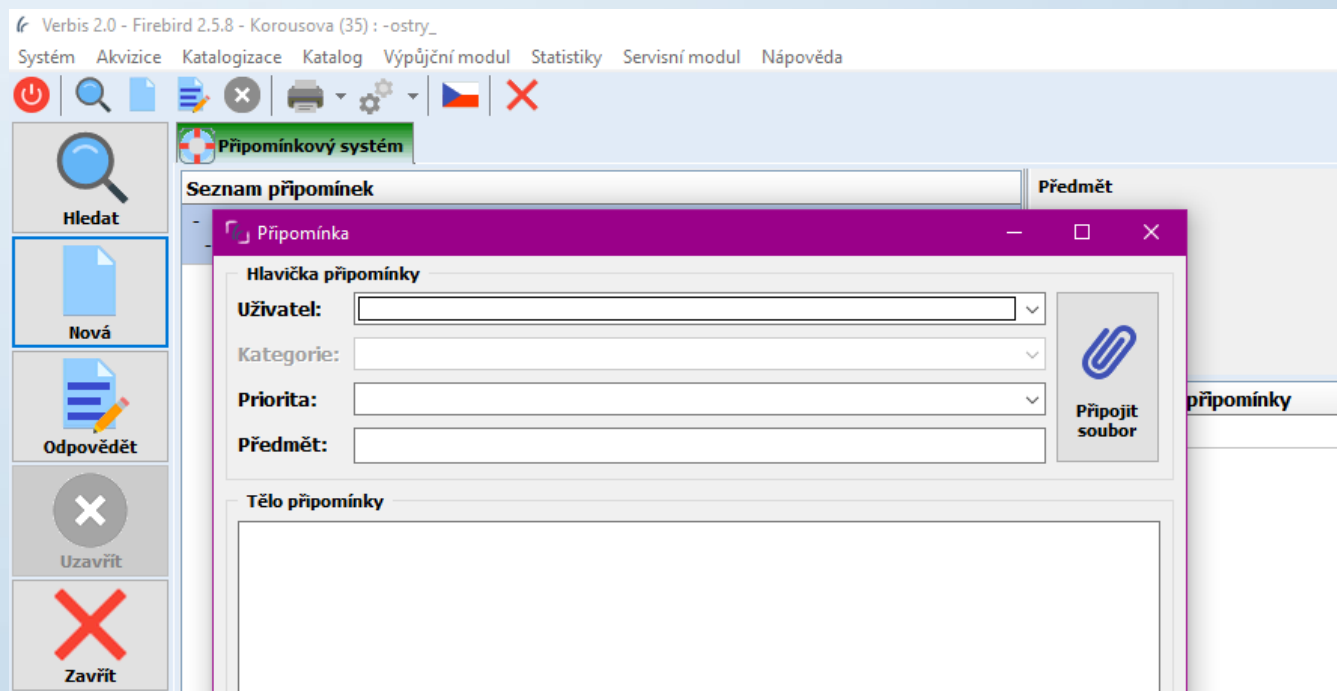 Verbis 2.0 - Firebird 2.5.8 - Korousova (35) : -ostry_
Systém Akvizice Katalogizace Katalog Výpůjční modul Statistiky Servisní modul Nápověda
Hledat
Nová
Odpovědět
Uzavřít
Zavřít
Připomínkový systém
Seznam připomínek
Předmět
-
-
Připomínka
Hlavička připomínky
Uživatel:
Kategorie:
Priorita:
Předmět:
Připojit
soubor
připomínky
Tělo připomínky